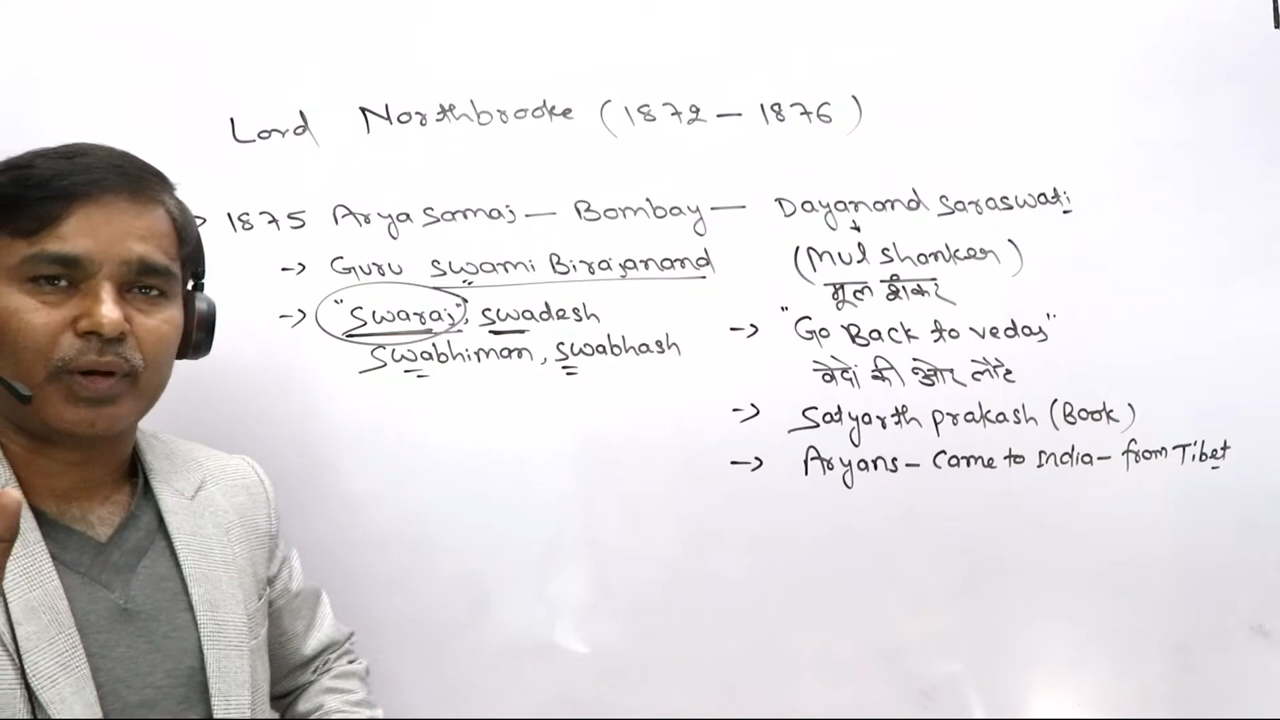 Lord Northbrooke (1872 - 1876)
1875 Arya Samaj - Bombay - Dayanand Saraswati
-> Guru Swami Birajanand
(Mul Shanker)
मूल शंकर
-> "Swaraj", Swadesh
Swabhiman, Swabhash
-> "Go Back to Vedas"
वेदों की ओर लौटे
-> Satyarth Prakash (Book)
-> Aryans - Came to India - from Tibet